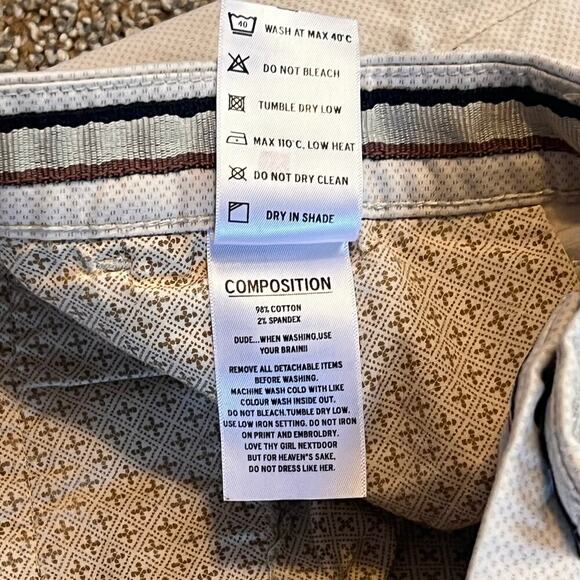 40
WASH AT MAX 40°C
DO NOT BLEACH
TUMBLE DRY LOW
MAX 110°C, LOW HEAT
DO NOT DRY CLEAN
DRY IN SHADE
COMPOSITION
98% COTTON
2% SPANDEX
DUDE...WHEN WASHING,USE
YOUR BRAIN!!
REMOVE ALL DETACHABLE ITEMS
BEFORE WASHING.
MACHINE WASH COLD WITH LIKE
COLOUR WASH INSIDE OUT.
DO NOT BLEACH.TUMBLE DRY LOW.
USE LOW IRON SETTING. DO NOT IRON
ON PRINT AND EMBROLDRY.
LOVE THY GIRL NEXTDOOR
BUT FOR HEAVEN"S SAKE,
DO NOT DRESS LIKE HER.